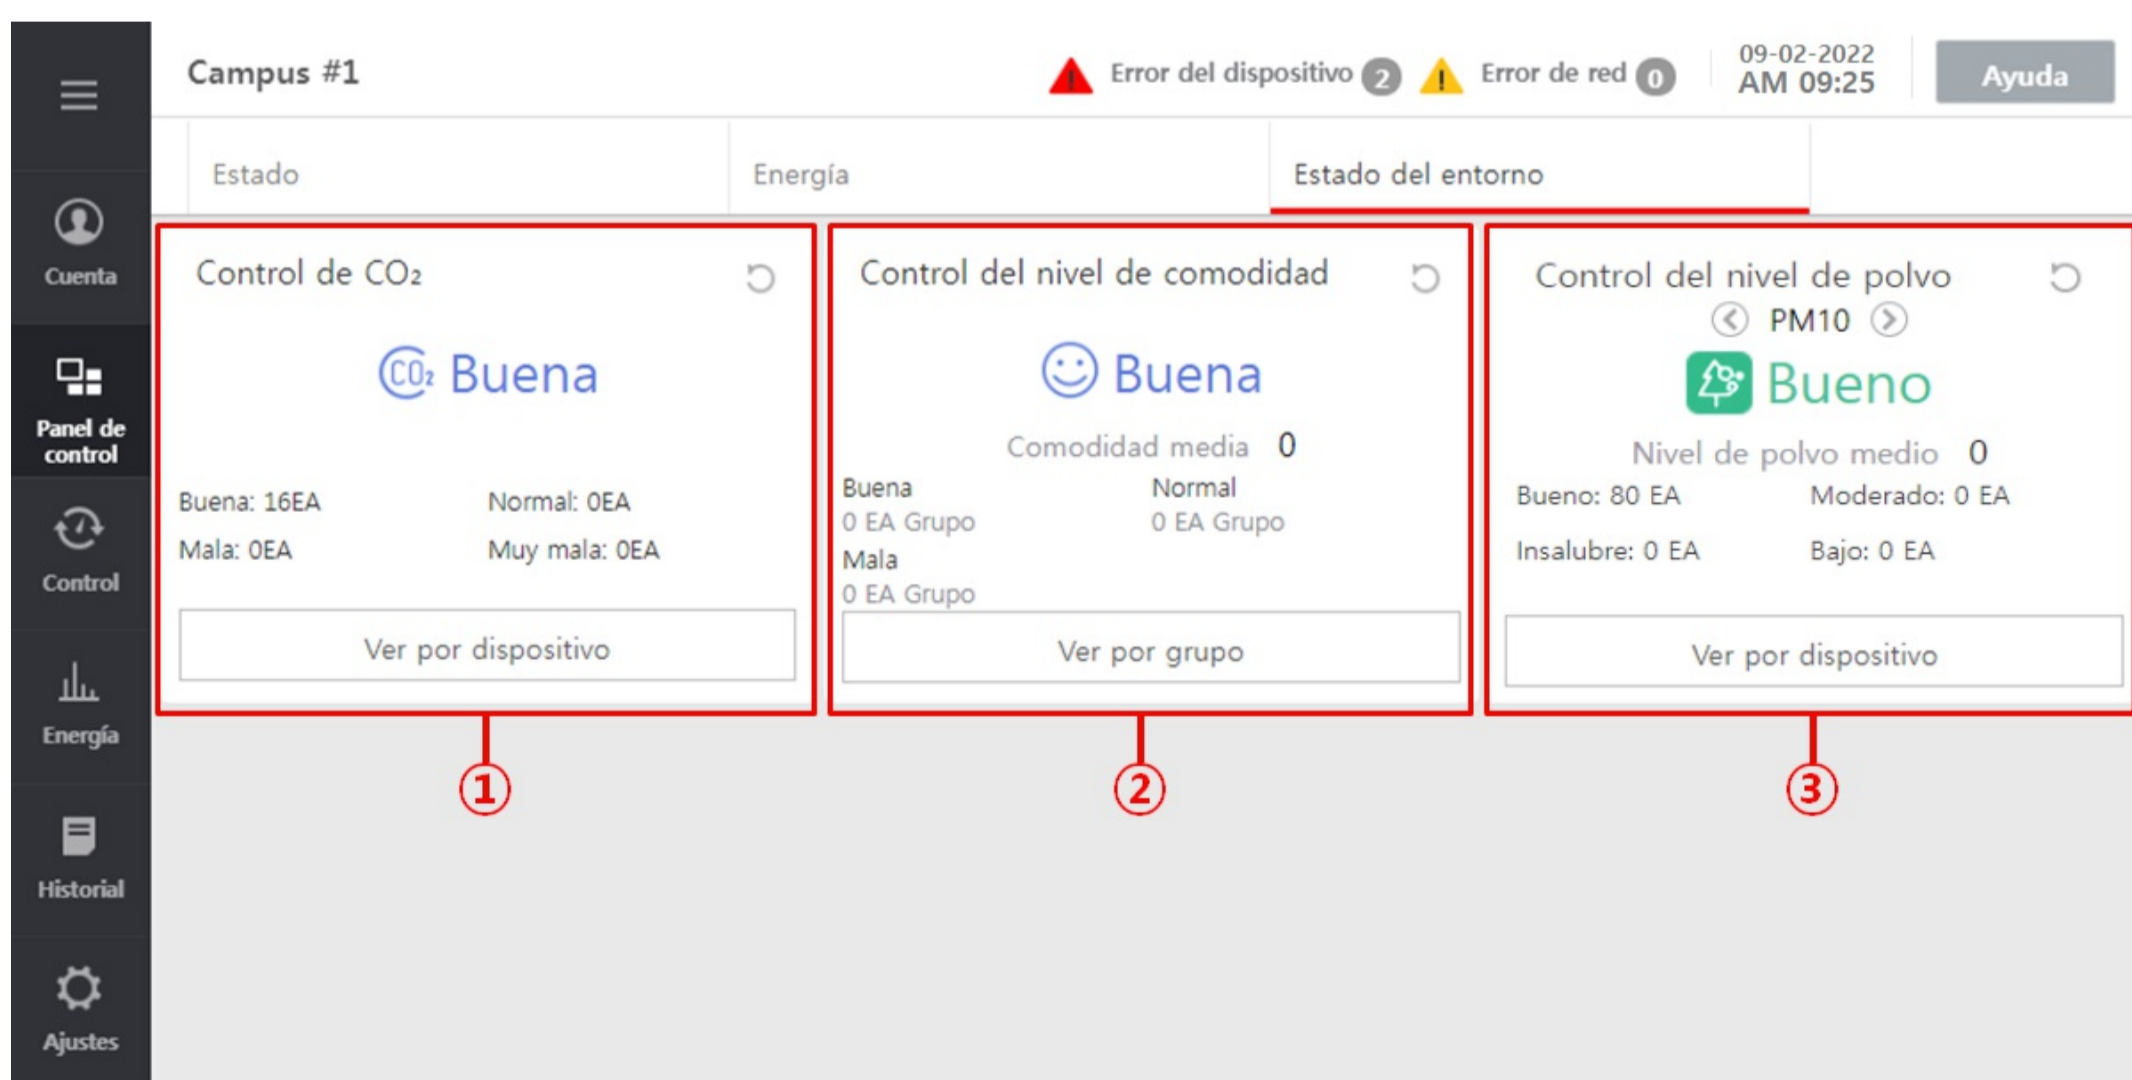 Campus #1
Error del dispositivo 2
Error de red 0
09-02-2022
AM 09:25
Ayuda
Cuenta
Panel de
control
Control
Energía
Historial
Ajustes
Estado
Energía
Estado del entorno
Control de CO₂
CO₂ Buena
Buena: 16EA
Normal: 0EA
Mala: 0EA
Muy mala: 0EA
Ver por dispositivo
①
Control del nivel de comodidad
Buena
Comodidad media 0
Buena
0 EA Grupo
Normal
0 EA Grupo
Mala
0 EA Grupo
Ver por grupo
②
Control del nivel de polvo
PM10
Bueno
Nivel de polvo medio 0
Bueno: 80 EA
Moderado: 0 EA
Insalubre: 0 EA
Bajo: 0 EA
Ver por dispositivo
③